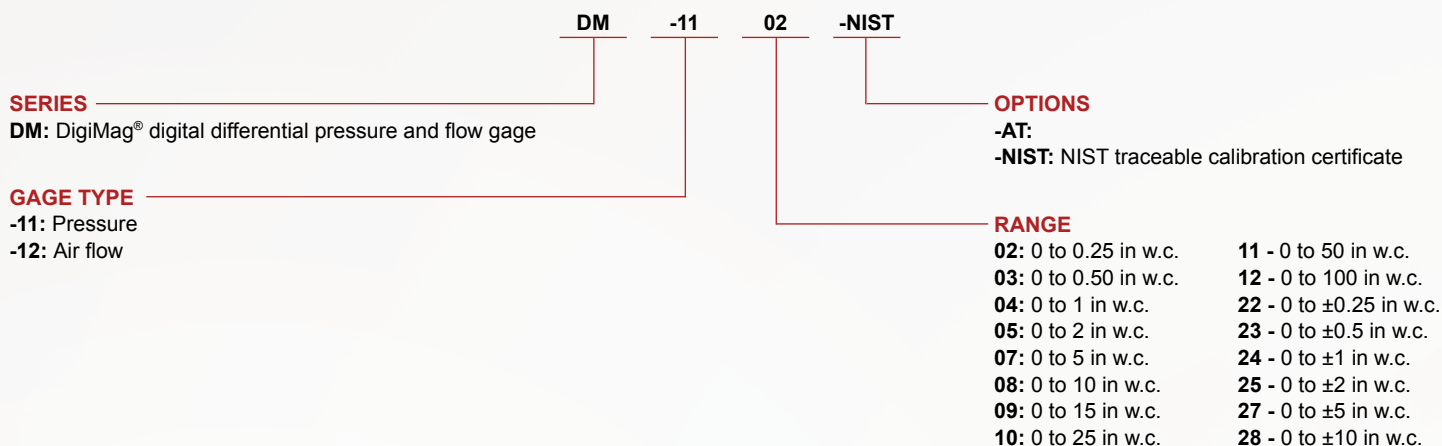 DM -11 02 -NIST
SERIES
DM: DigiMag® digital differential pressure and flow gage
GAGE TYPE
-11: Pressure
-12: Air flow
OPTIONS
-AT:
-NIST: NIST traceable calibration certificate
RANGE
02: 0 to 0.25 in w.c.
03: 0 to 0.50 in w.c.
04: 0 to 1 in w.c.
05: 0 to 2 in w.c.
07: 0 to 5 in w.c.
08: 0 to 10 in w.c.
09: 0 to 15 in w.c.
10: 0 to 25 in w.c.
11 - 0 to 50 in w.c.
12 - 0 to 100 in w.c.
22 - 0 to ±0.25 in w.c.
23 - 0 to ±0.5 in w.c.
24 - 0 to ±1 in w.c.
25 - 0 to ±2 in w.c.
27 - 0 to ±5 in w.c.
28 - 0 to ±10 in w.c.